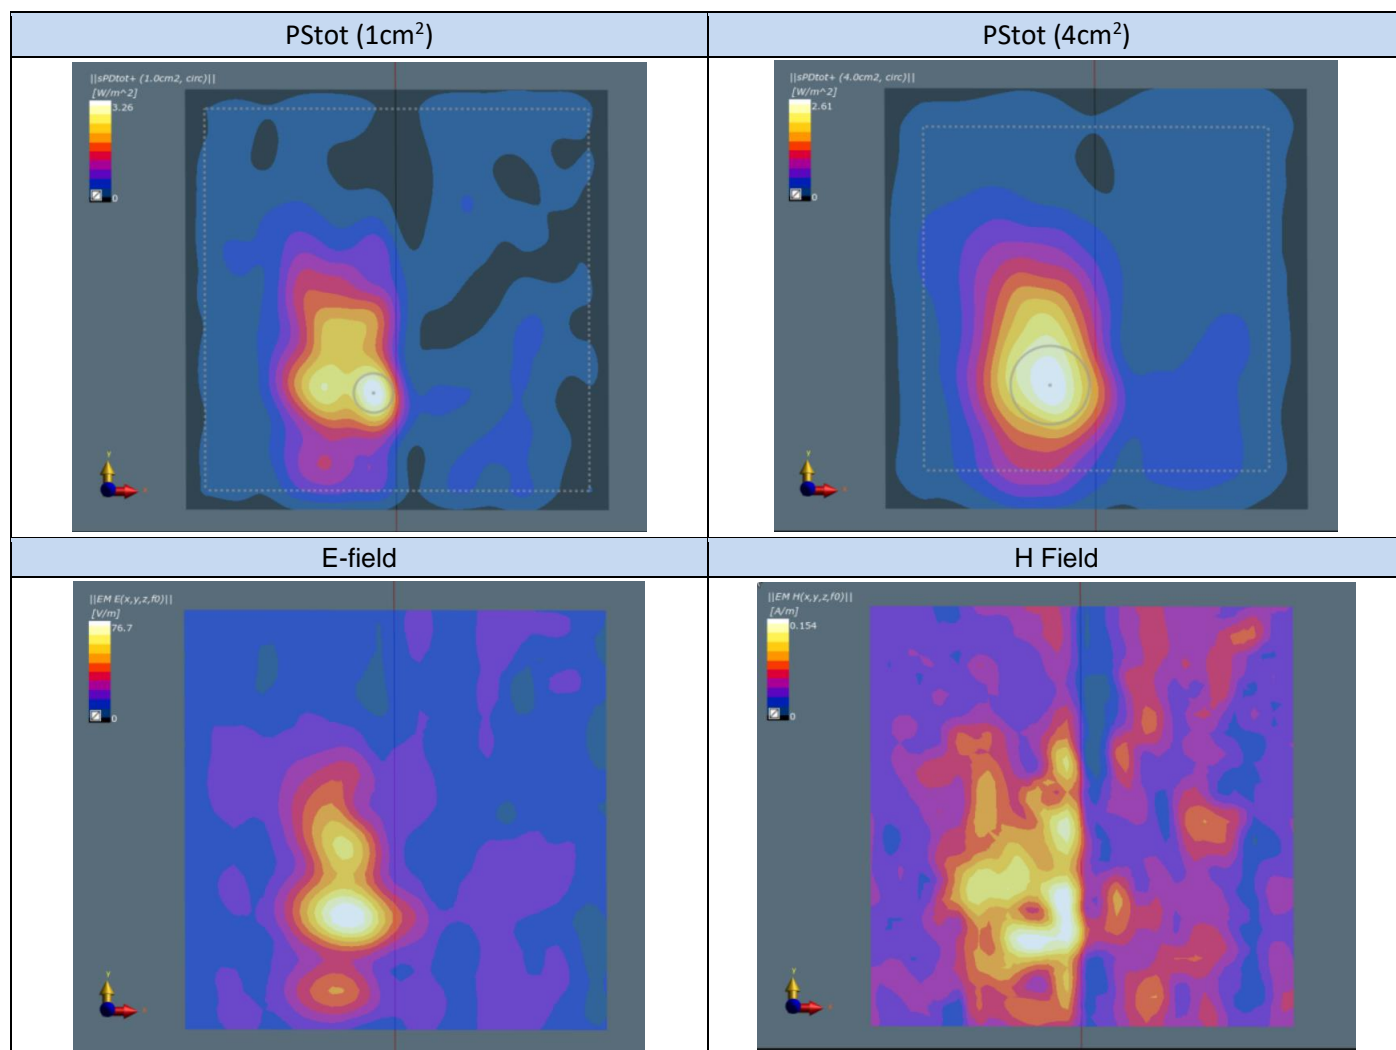 PStot (1cm²)
PStot (4cm²)
||sPDtot+ (1.0cm2, circ)||
[W/m^2]
3.26
0
y
x
||sPDtot+ (4.0cm2, circ)||
[W/m^2]
2.61
0
y
x
E-field
H Field
||EM E(x,y,z,f0)||
[V/m]
76.7
0
y
x
||EM H(x,y,z,f0)||
[A/m]
0.154
0
y
x